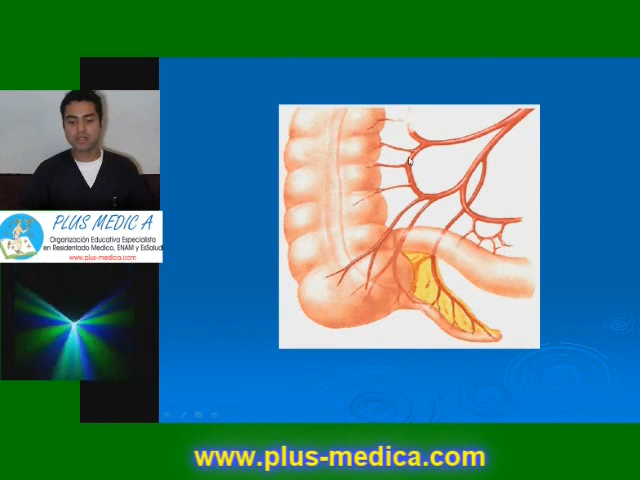 PLUS MEDIC A
Organización Educativa Especialista
en Residentado Medico, ENAM y EsSalud
www.plus-medica.com
www.plus-medica.com